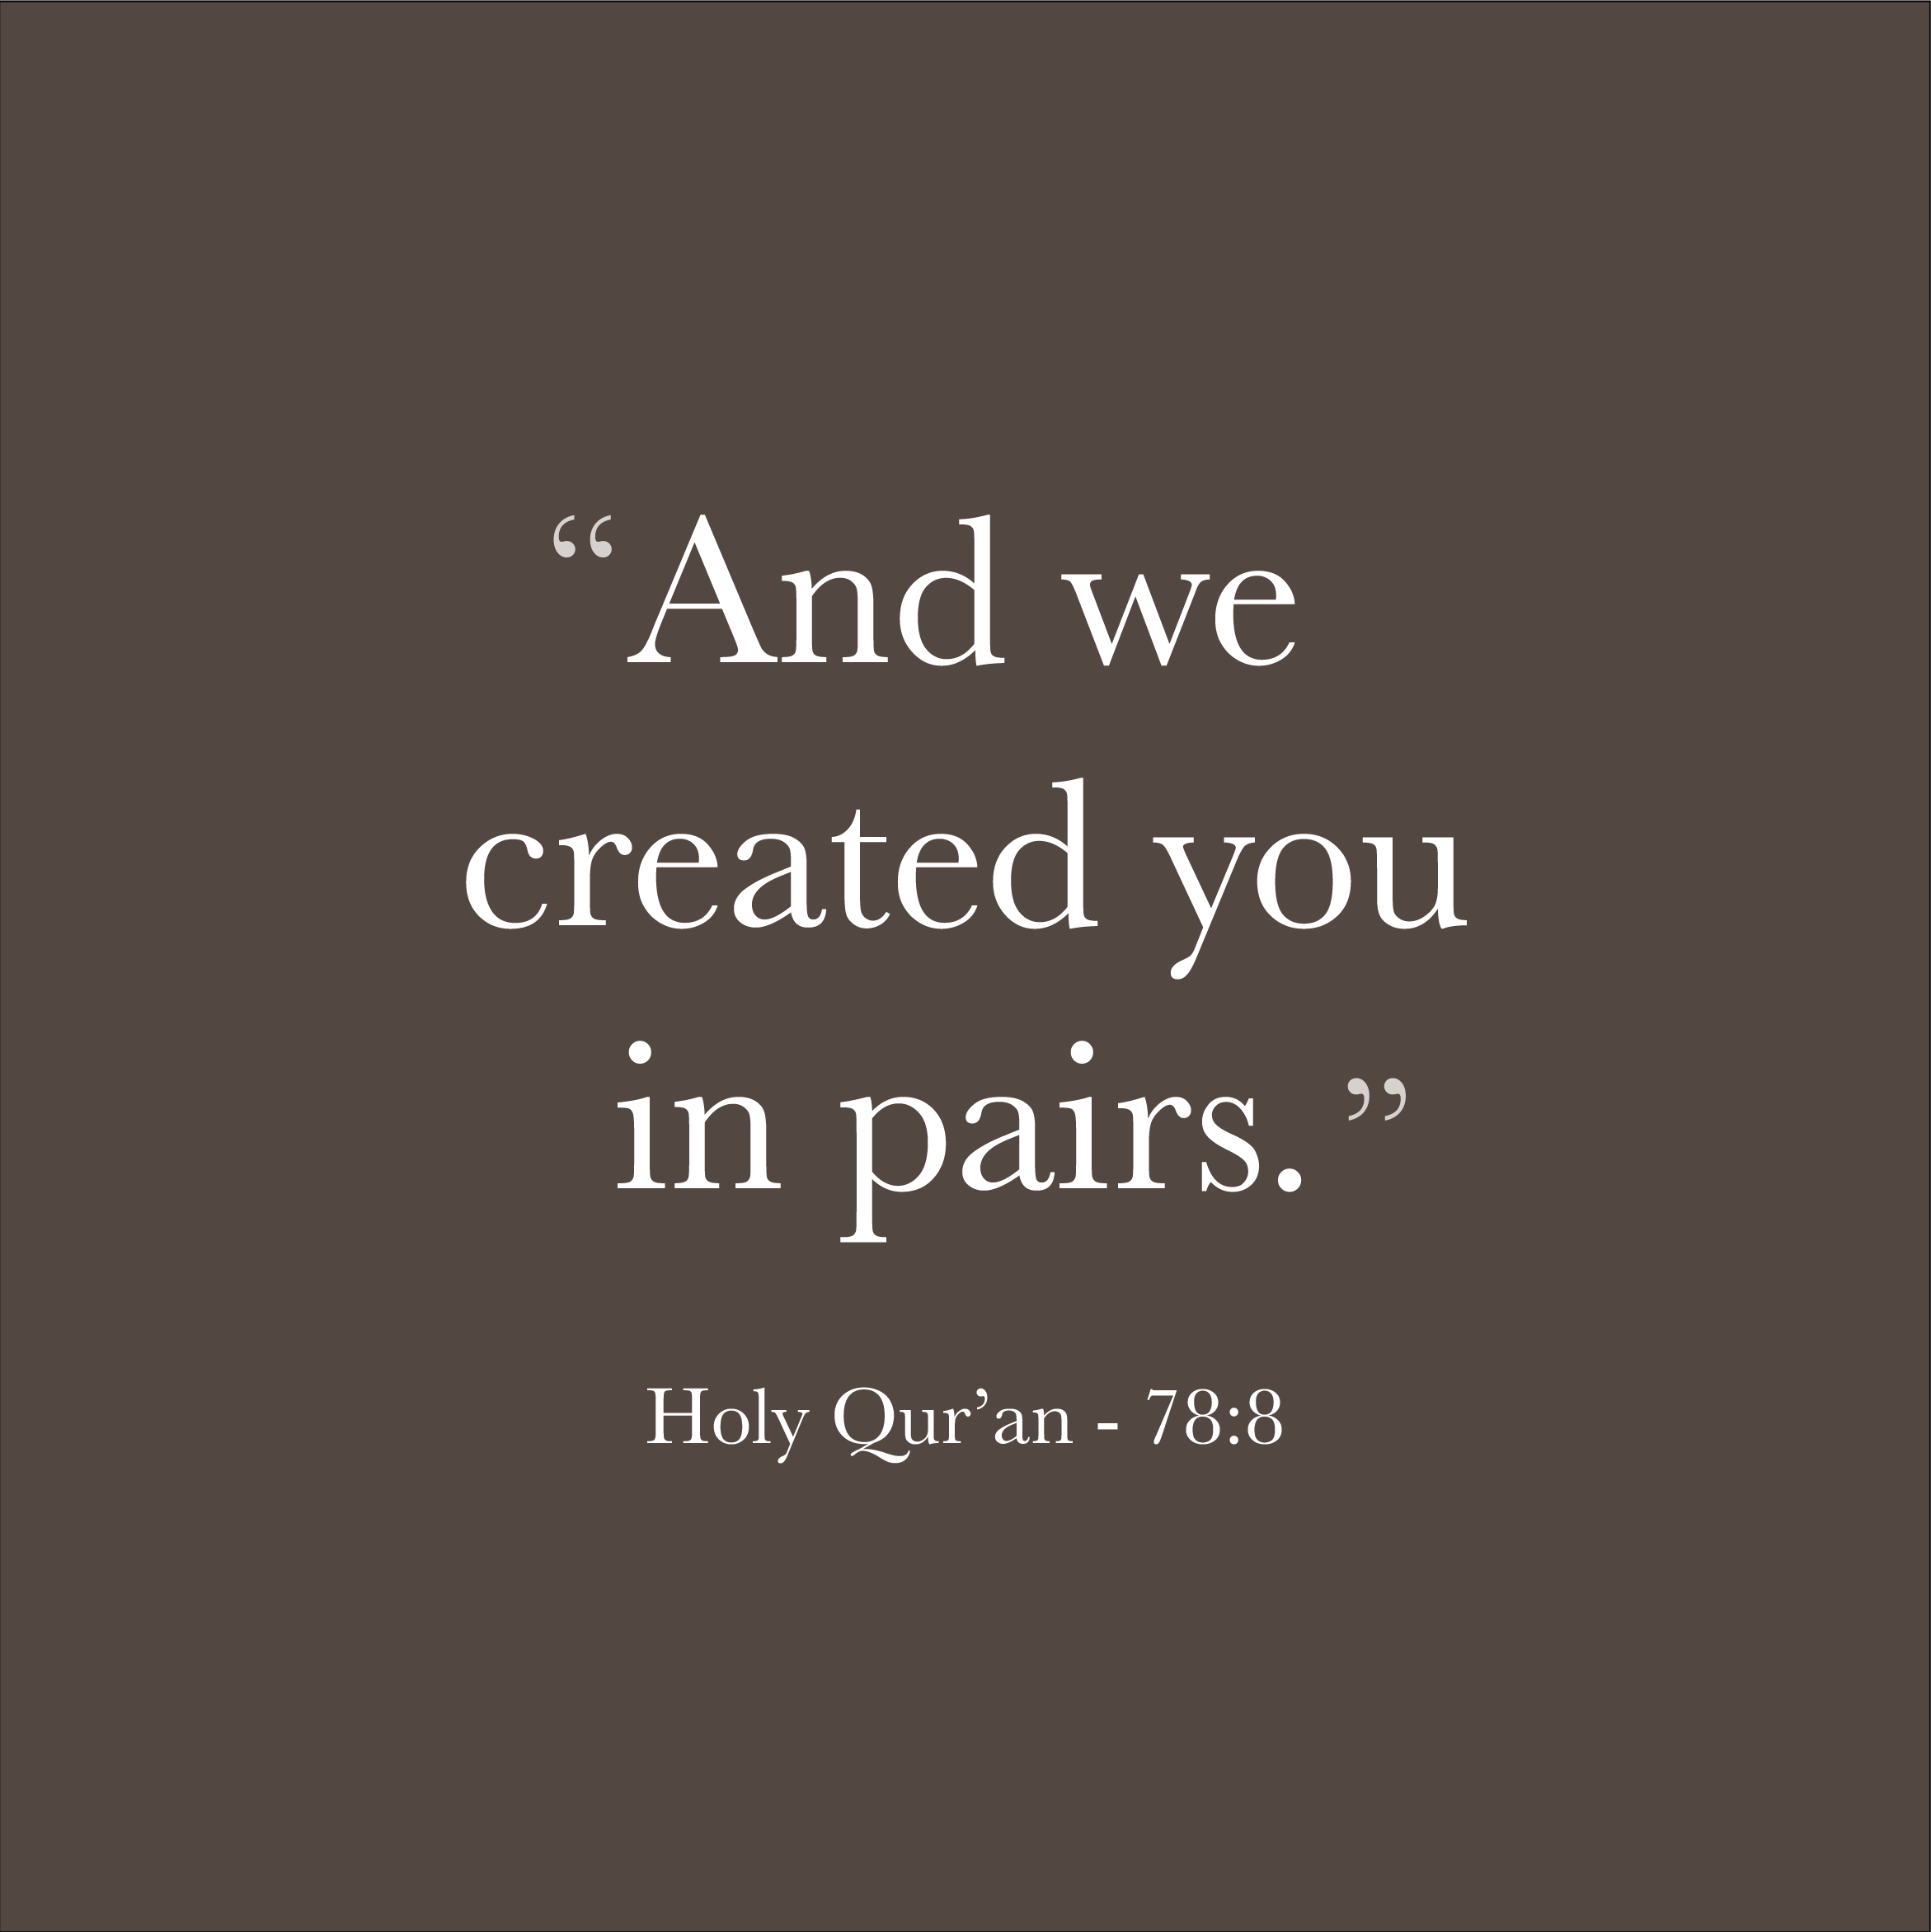 “And we
created you
in pairs.”
Holy Qur’an - 78:8